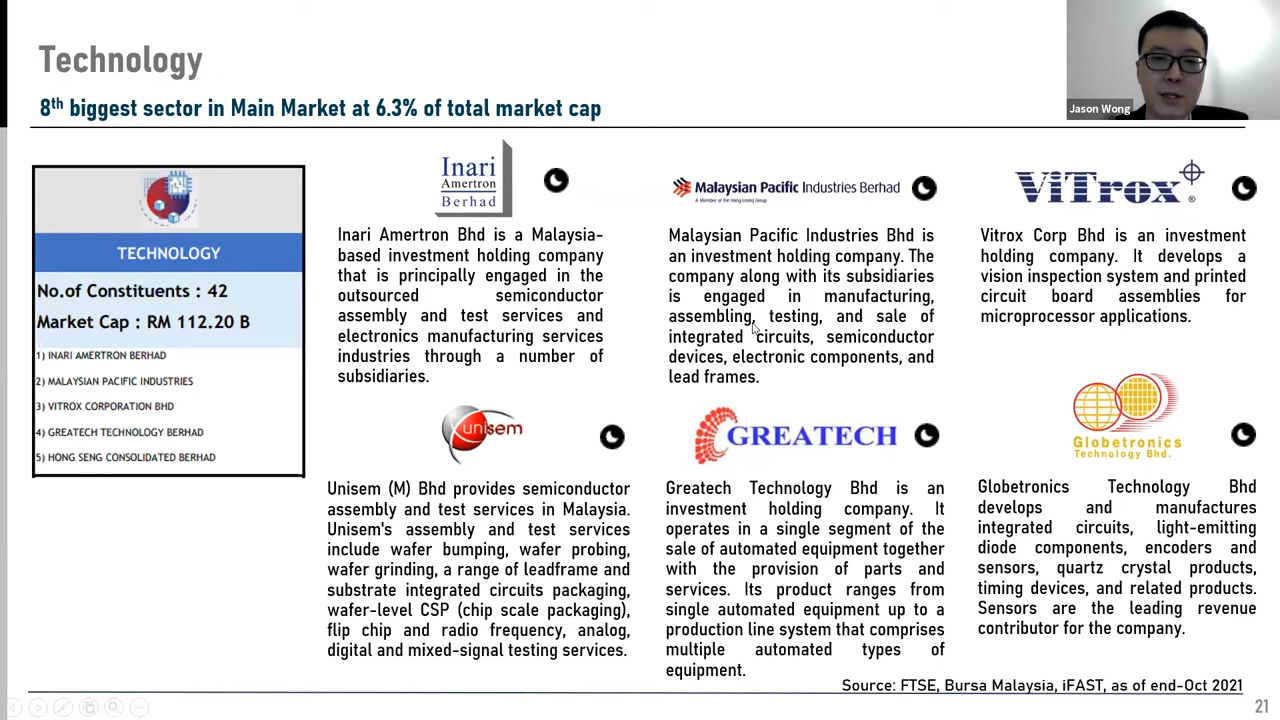 Technology
8th biggest sector in Main Market at 6.3% of total market cap
Jason Wong
TECHNOLOGY
No.of Constituents : 42
Market Cap : RM 112.20 B
1) INARI AMERTRON BERHAD
2) MALAYSIAN PACIFIC INDUSTRIES
3) VITROX CORPORATION BHD
4) GREATECH TECHNOLOGY BERHAD
5) HONG SENG CONSOLIDATED BERHAD
Inari
Amertron
Berhad
Inari Amertron Bhd is a Malaysia-
based investment holding company
that is principally engaged in the
outsourced semiconductor
assembly and test services and
electronics manufacturing services
industries through a number of
subsidiaries.
Malaysian Pacific Industries Berhad
A Member of the Hong Leong Group
Malaysian Pacific Industries Bhd is
an investment holding company. The
company along with its subsidiaries
is engaged in manufacturing,
assembling, testing, and sale of
integrated circuits, semiconductor
devices, electronic components, and
lead frames.
ViTrox ®
Vitrox Corp Bhd is an investment
holding company. It develops a
vision inspection system and printed
circuit board assemblies for
microprocessor applications.
unisem
Unisem (M) Bhd provides semiconductor
assembly and test services in Malaysia.
Unisem's assembly and test services
include wafer bumping, wafer probing,
wafer grinding, a range of leadframe and
substrate integrated circuits packaging,
wafer-level CSP (chip scale packaging),
flip chip and radio frequency, analog,
digital and mixed-signal testing services.
GREATECH
Greatech Technology Bhd is an
investment holding company. It
operates in a single segment of the
sale of automated equipment together
with the provision of parts and
services. Its product ranges from
single automated equipment up to a
production line system that comprises
multiple automated types of
equipment.
Globetronics
Technology Bhd.
Globetronics Technology Bhd
develops and manufactures
integrated circuits, light-emitting
diode components, encoders and
sensors, quartz crystal products,
timing devices, and related products.
Sensors are the leading revenue
contributor for the company.
Source: FTSE, Bursa Malaysia, iFAST, as of end-Oct 2021
21